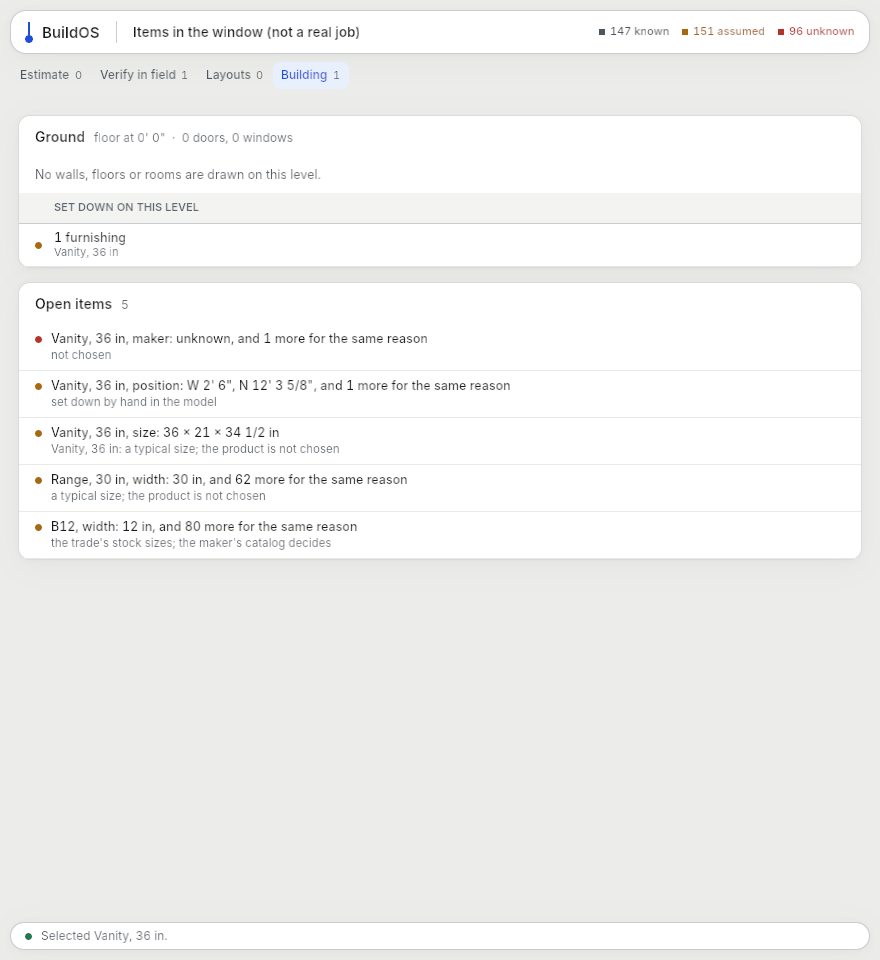 BuildOS
Items in the window (not a real job)
147 known
151 assumed
96 unknown
Estimate 0
Verify in field 1
Layouts 0
Building 1
Ground floor at 0' 0" · 0 doors, 0 windows
No walls, floors or rooms are drawn on this level.
SET DOWN ON THIS LEVEL
1 furnishing
Vanity, 36 in
Open items 5
Vanity, 36 in, maker: unknown, and 1 more for the same reason
not chosen
Vanity, 36 in, position: W 2' 6", N 12' 3 5/8", and 1 more for the same reason
set down by hand in the model
Vanity, 36 in, size: 36 × 21 × 34 1/2 in
Vanity, 36 in: a typical size; the product is not chosen
Range, 30 in, width: 30 in, and 62 more for the same reason
a typical size; the product is not chosen
B12, width: 12 in, and 80 more for the same reason
the trade's stock sizes; the maker's catalog decides
Selected Vanity, 36 in.